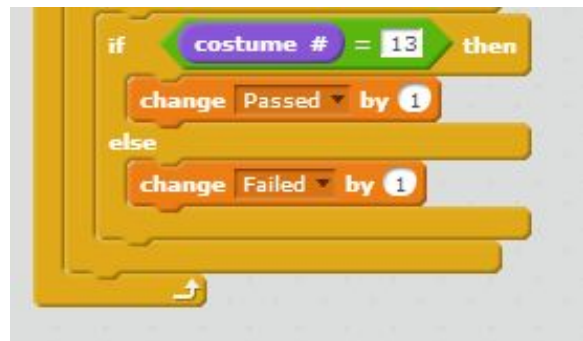 if costume # = 13 then
change Passed by 1
else
change Failed by 1